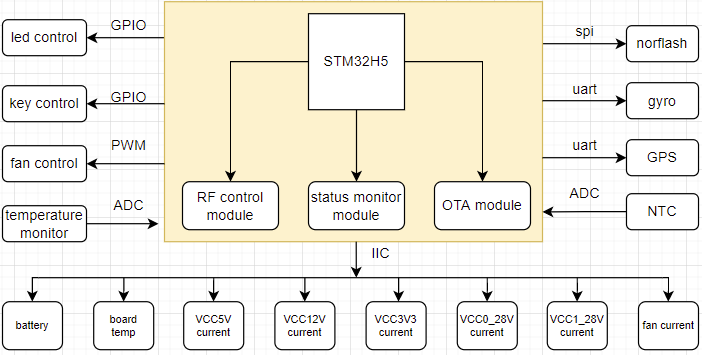 GPIO
led control
STM32H5
spi
norflash
GPIO
key control
uart
gyro
PWM
fan control
uart
GPS
ADC
temperature
monitor
RF control
module
status monitor
module
OTA module
ADC
NTC
IIC
battery
board
temp
VCC5V
current
VCC12V
current
VCC3V3
current
VCC0_28V
current
VCC1_28V
current
fan current